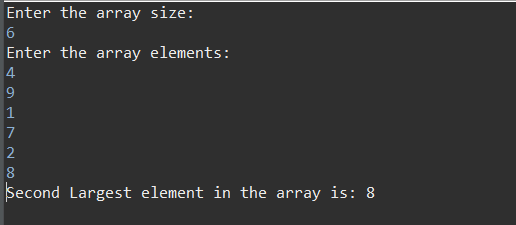 Enter the array size:
6
Enter the array elements:
4
9
1
7
2
8
Second Largest element in the array is: 8